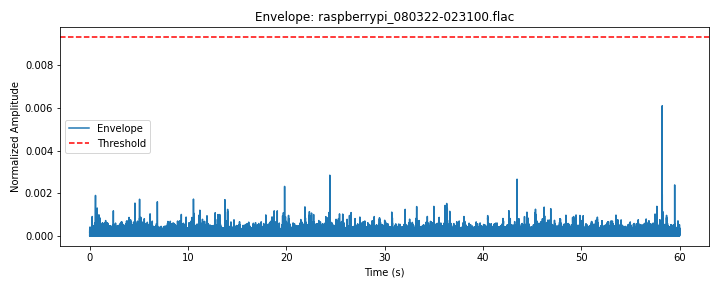 Envelope: raspberrypi_080322-023100.flac
Normalized Amplitude
0.008
0.006
0.004
0.002
0.000
Envelope
Threshold
0
10
20
30
40
50
60
Time (s)